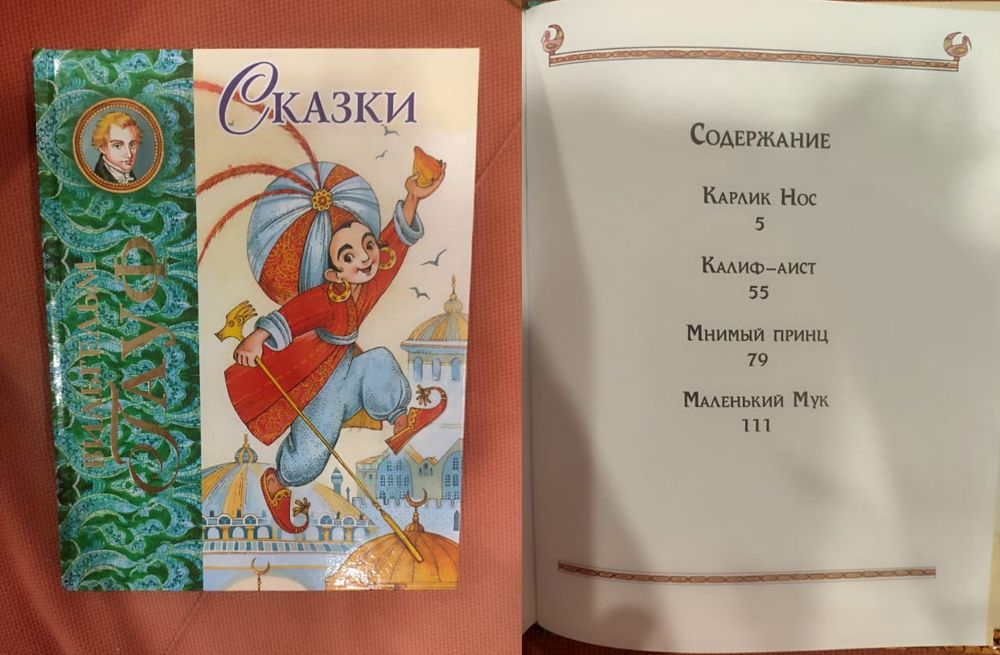 Сказки
Вильгельм
Гауф
Содержание
Карлик Нос
5
Калиф-аист
55
Мнимый принц
79
Маленький Мук
111